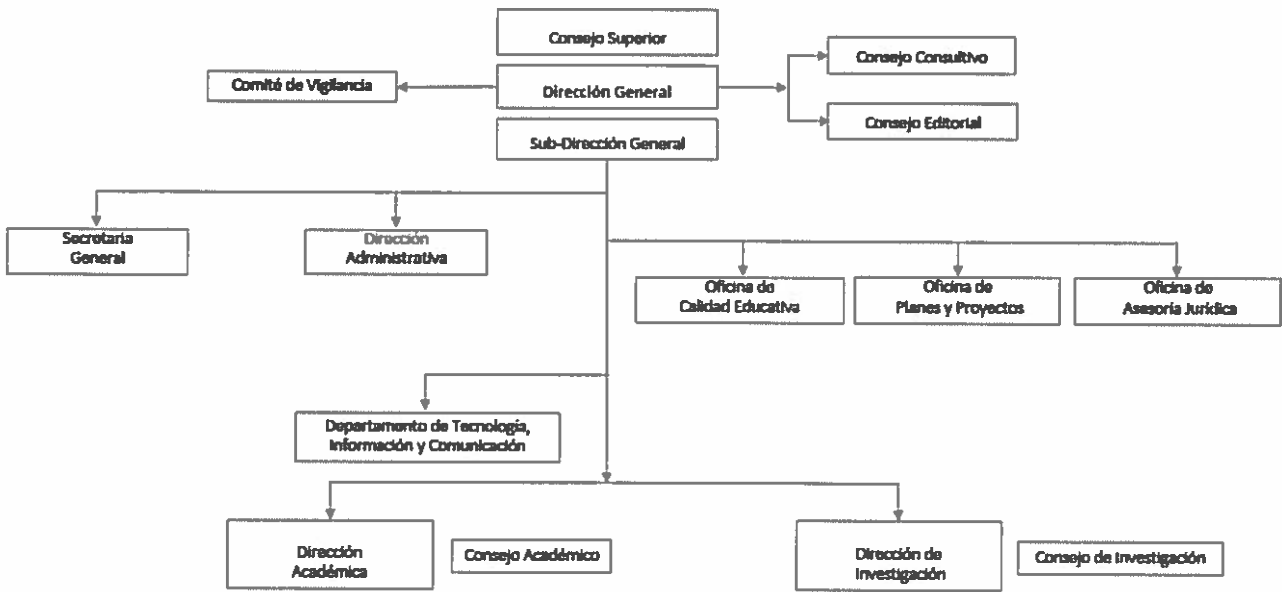 Consejo Superior
Comité de Vigilancia
Dirección General
Consejo Consultivo
Consejo Editorial
Sub-Dirección General
Secretaria
General
Dirección
Administrativa
Oficina de
Calidad Educativa
Oficina de
Planes y Proyectos
Oficina de
Asesoría Jurídica
Departamento de Tecnología,
Información y Comunicación
Dirección
Académica
Consejo Académico
Dirección de
Investigación
Consejo de Investigación